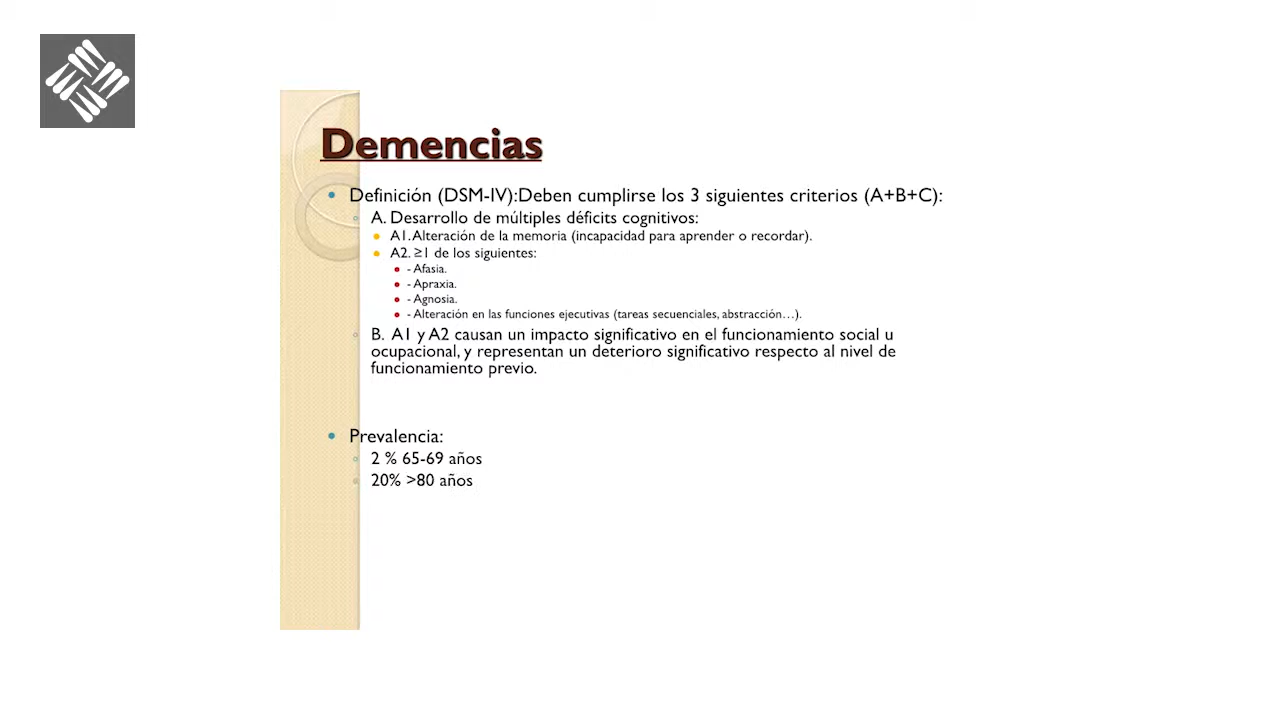 Demencias
Definición (DSM-IV):Deben cumplirse los 3 siguientes criterios (A+B+C):
A. Desarrollo de múltiples déficits cognitivos:
A1.Alteración de la memoria (incapacidad para aprender o recordar).
A2. ≥1 de los siguientes:
- Afasia.
- Apraxia.
- Agnosia.
- Alteración en las funciones ejecutivas (tareas secuenciales, abstracción…).
B. A1 y A2 causan un impacto significativo en el funcionamiento social u
ocupacional, y representan un deterioro significativo respecto al nivel de
funcionamiento previo.
Prevalencia:
2 % 65-69 años
20% >80 años